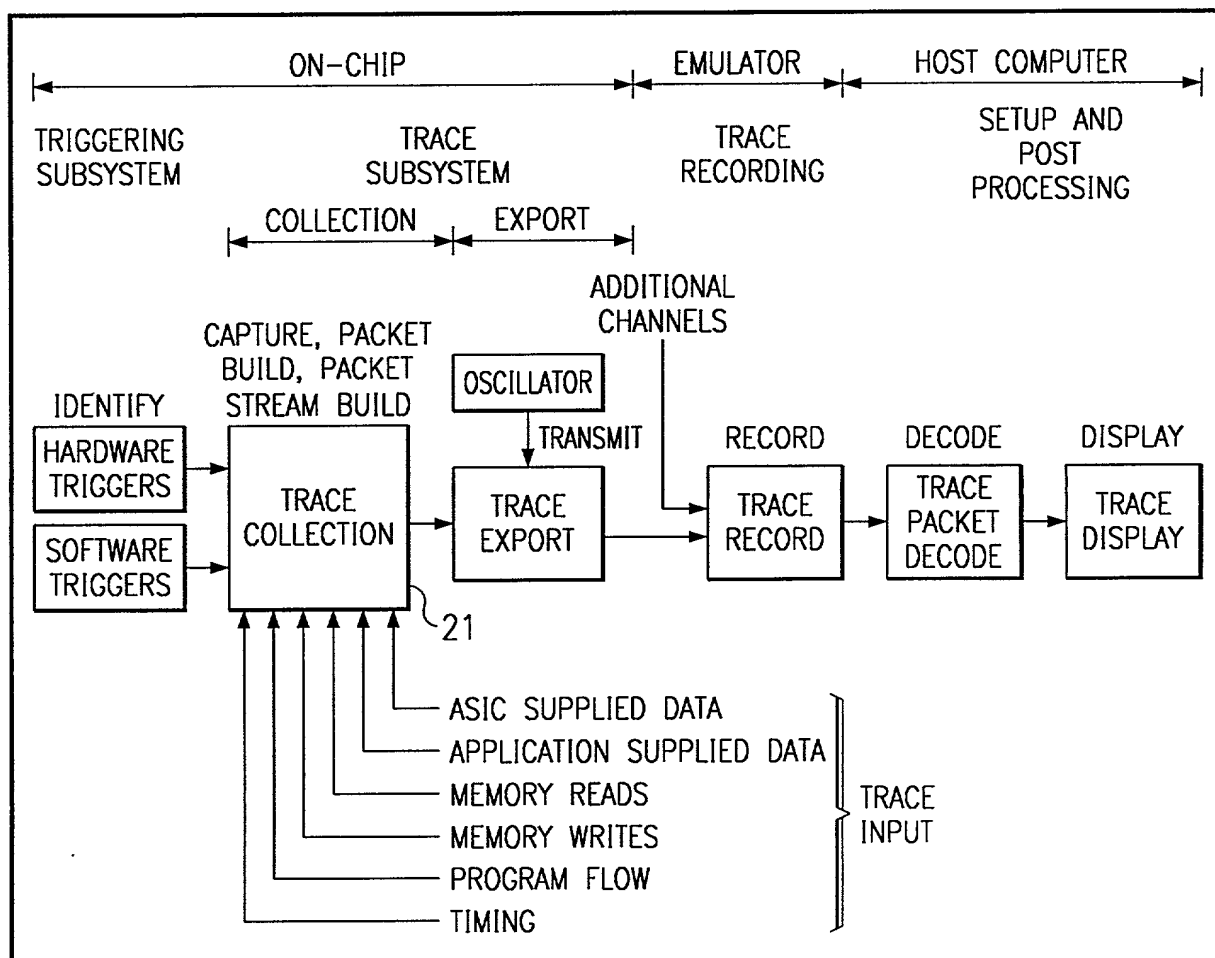 ON-CHIP
EMULATOR
HOST COMPUTER
TRIGGERING
SUBSYSTEM
TRACE
SUBSYSTEM
TRACE
RECORDING
SETUP AND
POST
PROCESSING
COLLECTION
EXPORT
ADDITIONAL
CHANNELS
CAPTURE, PACKET
BUILD, PACKET
STREAM BUILD
OSCILLATOR
TRANSMIT
IDENTIFY
HARDWARE
TRIGGERS
SOFTWARE
TRIGGERS
TRACE
COLLECTION
21
TRACE
EXPORT
RECORD
TRACE
RECORD
DECODE
TRACE
PACKET
DECODE
DISPLAY
TRACE
DISPLAY
ASIC SUPPLIED DATA
APPLICATION SUPPLIED DATA
MEMORY READS
MEMORY WRITES
PROGRAM FLOW
TIMING
TRACE
INPUT